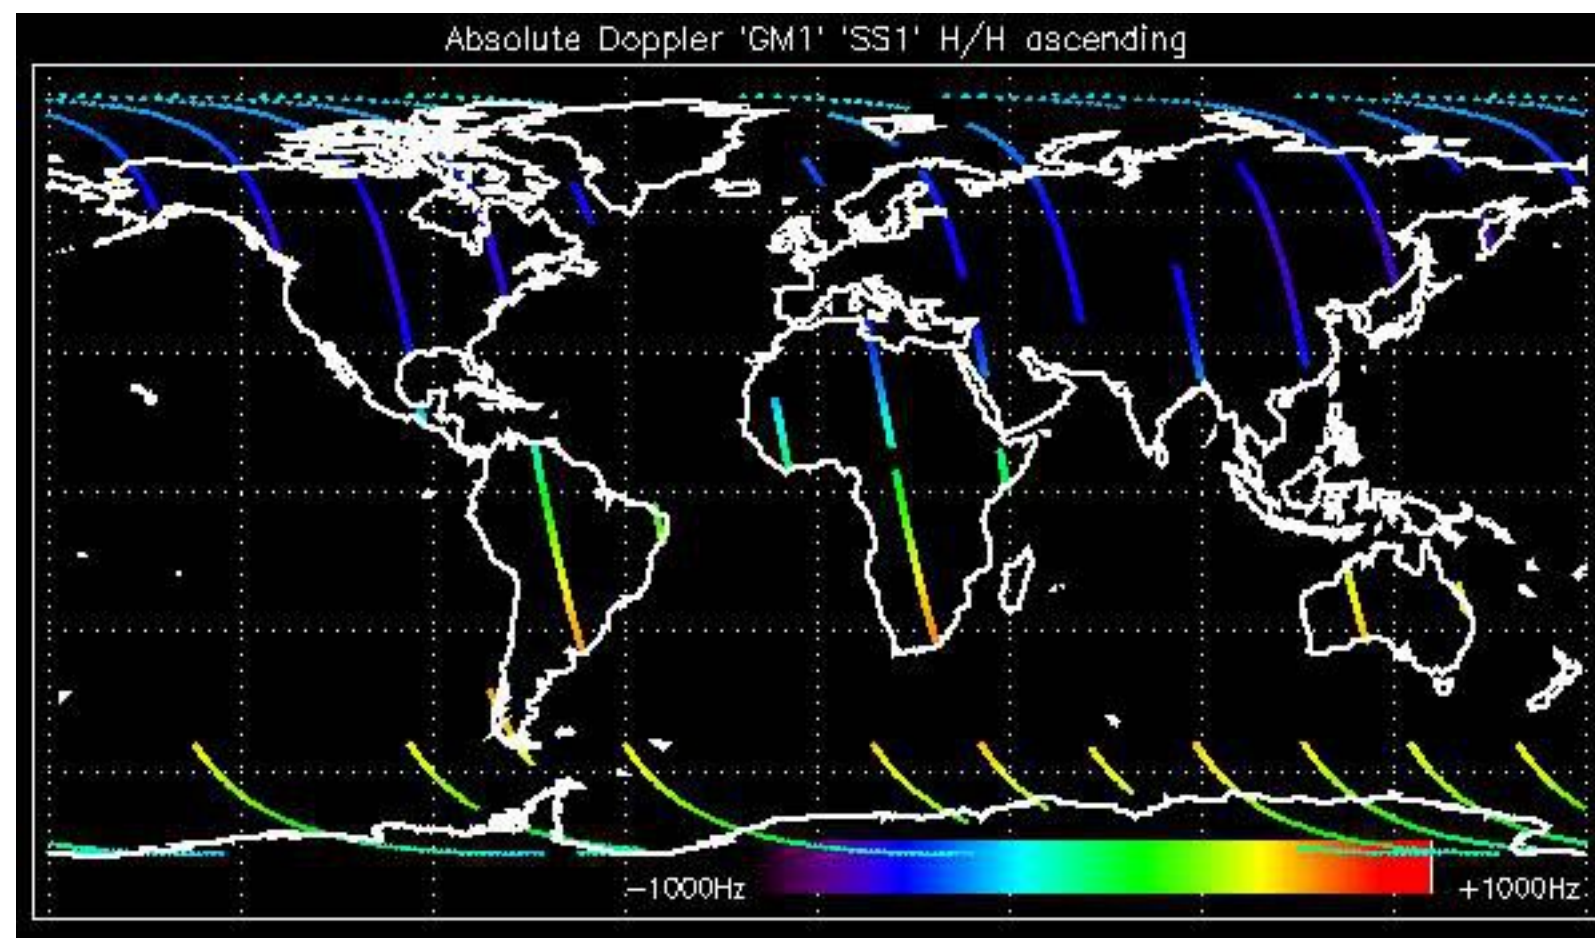 Absolute Doppler 'GM1' 'SS1' H/H ascending
−1000Hz
+1000Hz